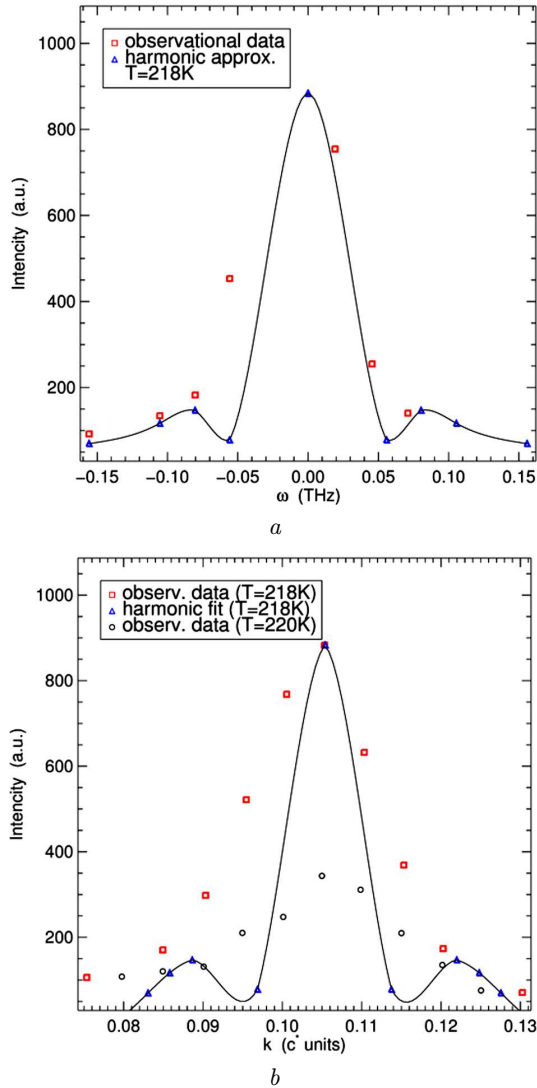 1000
800
600
400
200
Intencity (a.u.)
observational data
harmonic approx.
T=218K
−0.15 −0.10 −0.05 0.00 0.05 0.10 0.15
ω (THz)
a
1000
800
600
400
200
Intencity (a.u.)
observ. data (T=218K)
harmonic fit (T=218K)
observ. data (T=220K)
0.08 0.09 0.10 0.11 0.12 0.13
k (c* units)
b